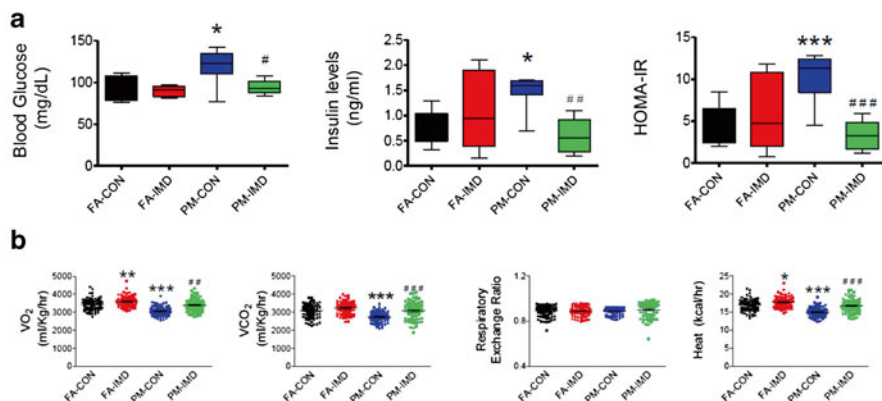 a
Blood Glucose
(mg/dL)
150
100
50
0
*
#
FA-CON
FA-IMD
PM-CON
PM-IMD
Insulin levels
(ng/ml)
2.5
2.0
1.5
1.0
0.5
0.0
*
##
FA-CON
FA-IMD
PM-CON
PM-IMD
HOMA-IR
15
10
5
0
***
###
FA-CON
FA-IMD
PM-CON
PM-IMD
b
VO2
(ml/Kg/hr)
5000
4000
3000
2000
1000
0
**
***
##
FA-CON
FA-IMD
PM-CON
PM-IMD
VCO2
(ml/Kg/hr)
5000
4000
3000
2000
1000
0
***
###
FA-CON
FA-IMD
PM-CON
PM-IMD
Respiratory
Exchange Ratio
1.2
0.8
0.4
FA-CON
FA-IMD
PM-CON
PM-IMD
Heat (kcal/hr)
30
20
10
0
*
***
###
FA-CON
FA-IMD
PM-CON
PM-IMD